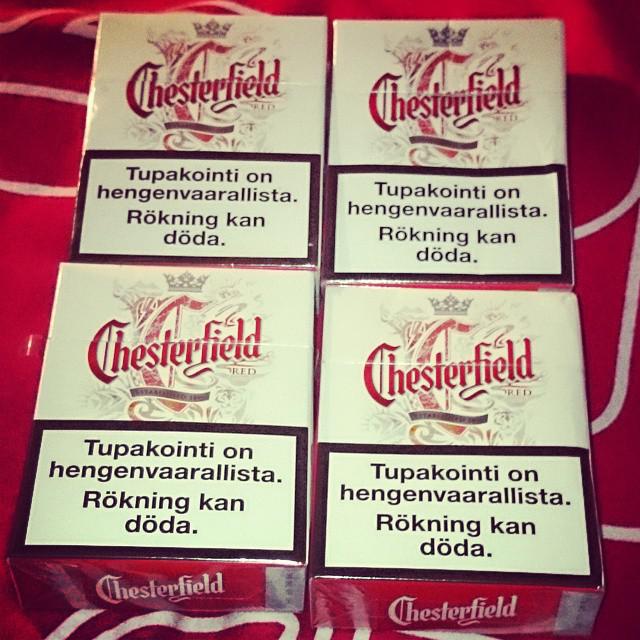 Chesterfield
RED
Tupakointi on
hengenvaarallista.
Rökning kan
döda.
Chesterfield
RED
Tupakointi on
hengenvaarallista.
Rökning kan
döda.
Chesterfield
RED
Tupakointi on
hengenvaarallista.
Rökning kan
döda.
Chesterfield
Chesterfield
RED
Tupakointi on
hengenvaarallista.
Rökning kan
döda.
Chesterfield